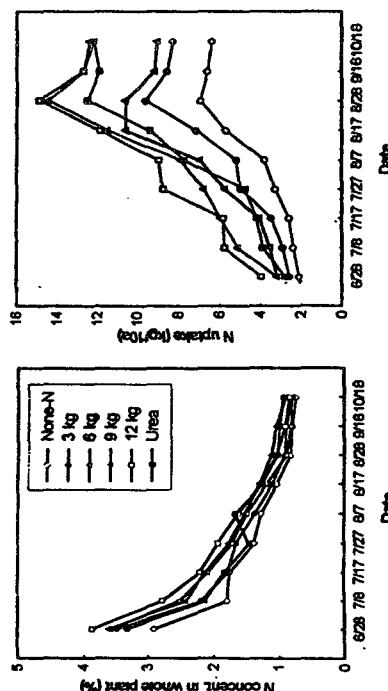 N uptake (kg/10a)
18
14
12
10
8
6
4
2
0
6/28 7/8 7/17 7/27 8/7 8/17 8/28 9/16 10/18
Date
N concent. in whole plant (%)
5
4
3
2
1
0
None-N
3 kg
6 kg
9 kg
12 kg
Urea
6/28 7/8 7/17 7/27 8/7 8/17 8/28 9/16 10/18
Date